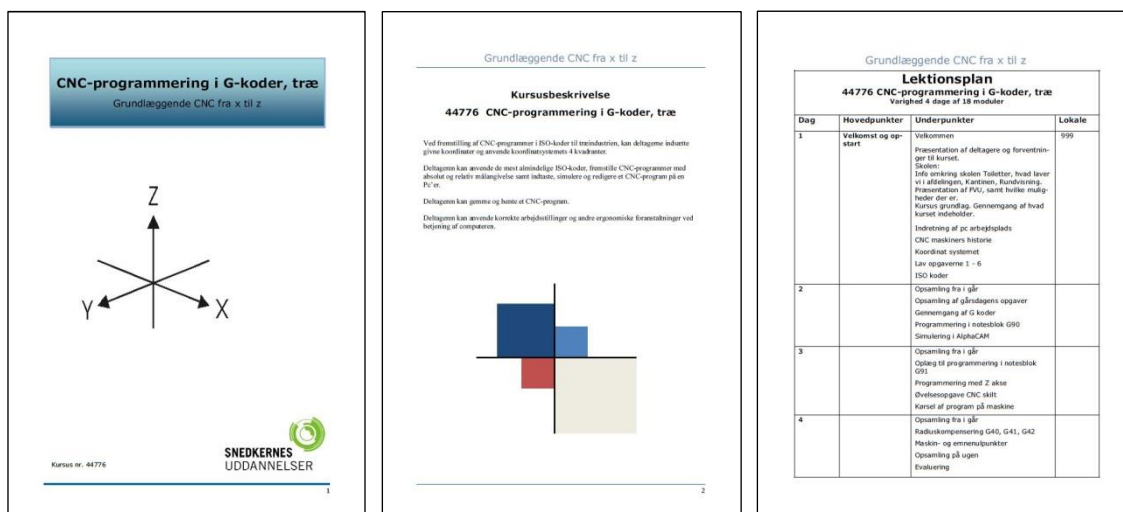 CNC-programmering i G-koder, træ
Grundlæggende CNC fra x til z
Z
Y
X
SNEDKERNES
UDDANNELSER
Kursus nr. 44776
1
Grundlæggende CNC fra x til z
Kursusbeskrivelse
44776 CNC-programmering i G-koder, træ
Ved fremstilling af CNC-programmer i ISO-koder til træindustrien, kan deltagerne indsætte
givne koordinater og anvende koordinatsystemets 4 kvadranter.
Deltageren kan anvende de mest almindelige ISO-koder, fremstille CNC-programmer med
absolut og relativ målangivelse samt indtaste, simulere og redigere et CNC-program på en
Pc'er.
Deltageren kan gemme og hente et CNC-program.
Deltageren kan anvende korrekte arbejdsstillinger og andre ergonomiske foranstaltninger ved
betjening af computeren.
2
Grundlæggende CNC fra x til z
Lektionsplan
44776 CNC-programmering i G-koder, træ
Varighed 4 dage af 18 moduler
Dag Hovedpunkter Underpunkter Lokale
1 Velkomst og op- Velkommen 999
start
Præsentation af deltagere og forventnin-
ger til kurset.
Skolen:
Info omkring skolen Toiletter, hvad laver
vi i afdelingen, Kantinen, Rundvisning.
Præsentation af FVU, samt hvilke mulig-
heder der er.
Kursus grundlag. Gennemgang af hvad
kurset indeholder.
Indretning af pc arbejdsplads
CNC maskiners historie
Koordinat systemet
Lav opgaverne 1 - 6
ISO koder
2 Opsamling fra i går
Opsamling af gårsdagens opgaver
Gennemgang af G koder
Programmering i notesblok G90
Simulering i AlphaCAM
3 Opsamling fra i går
Oplæg til programmering i notesblok
G91
Programmering med Z akse
Øvelsesopgave CNC skilt
Kørsel af program på maskine
4 Opsamling fra i går
Radiuskompensering G40, G41, G42
Maskin- og emnenulpunkter
Opsamling på ugen
Evaluering